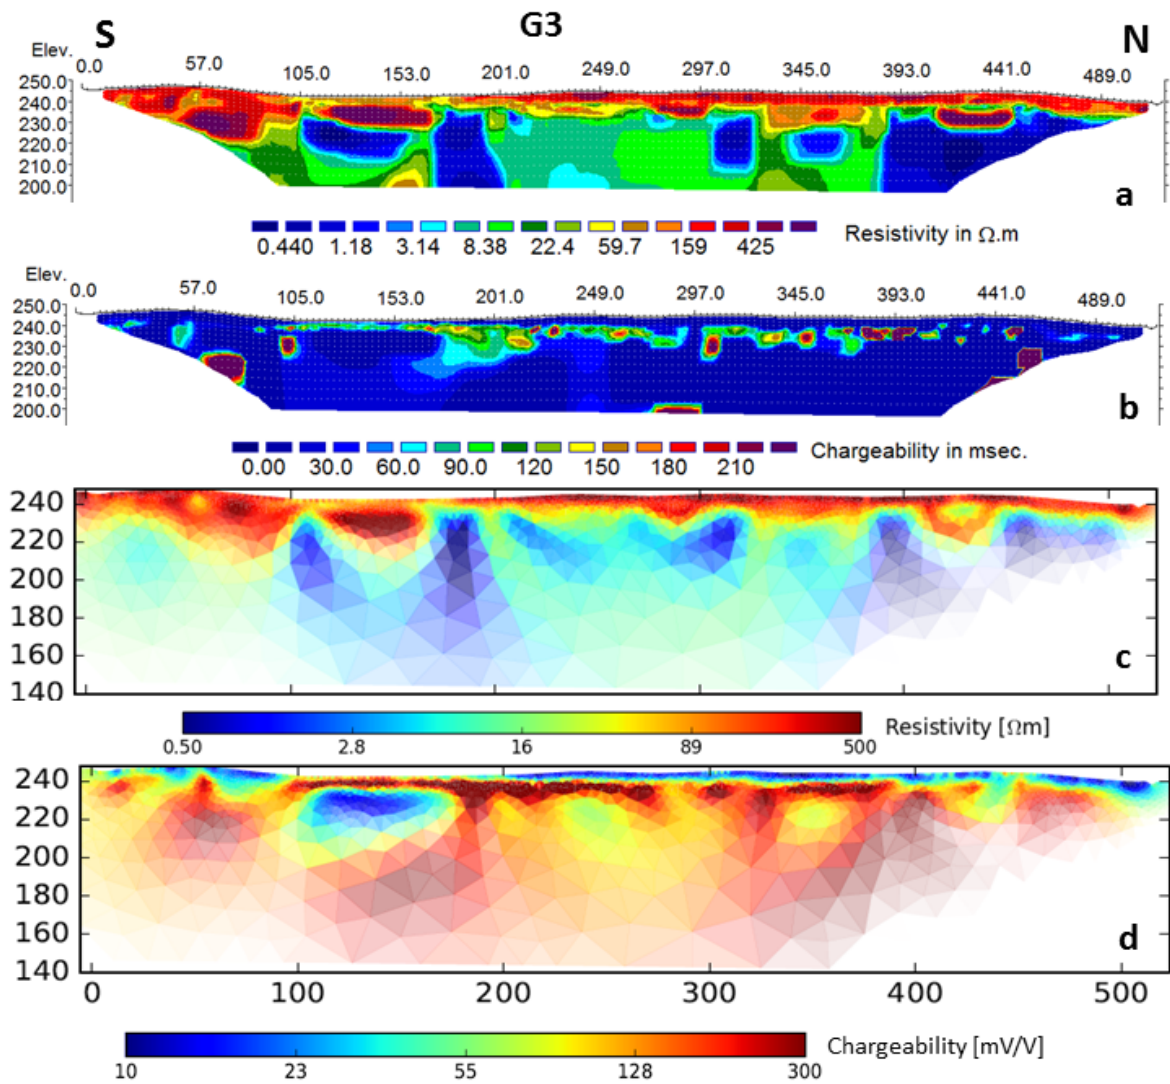 S G3 N
Elev. 0.0 57.0 105.0 153.0 201.0 249.0 297.0 345.0 393.0 441.0 489.0
250.0
240.0
230.0
220.0
210.0
200.0
a
0.440 1.18 3.14 8.38 22.4 59.7 159 425 Resistivity in Ω.m
Elev. 0.0 57.0 105.0 153.0 201.0 249.0 297.0 345.0 393.0 441.0 489.0
250.0
240.0
230.0
220.0
210.0
200.0
b
0.00 30.0 60.0 90.0 120 150 180 210 Chargeability in msec.
240
220
200
180
160
140
c
0.50 2.8 16 89 500 Resistivity [Ωm]
240
220
200
180
160
140
d
0 100 200 300 400 500
10 23 55 128 300 Chargeability [mV/V]